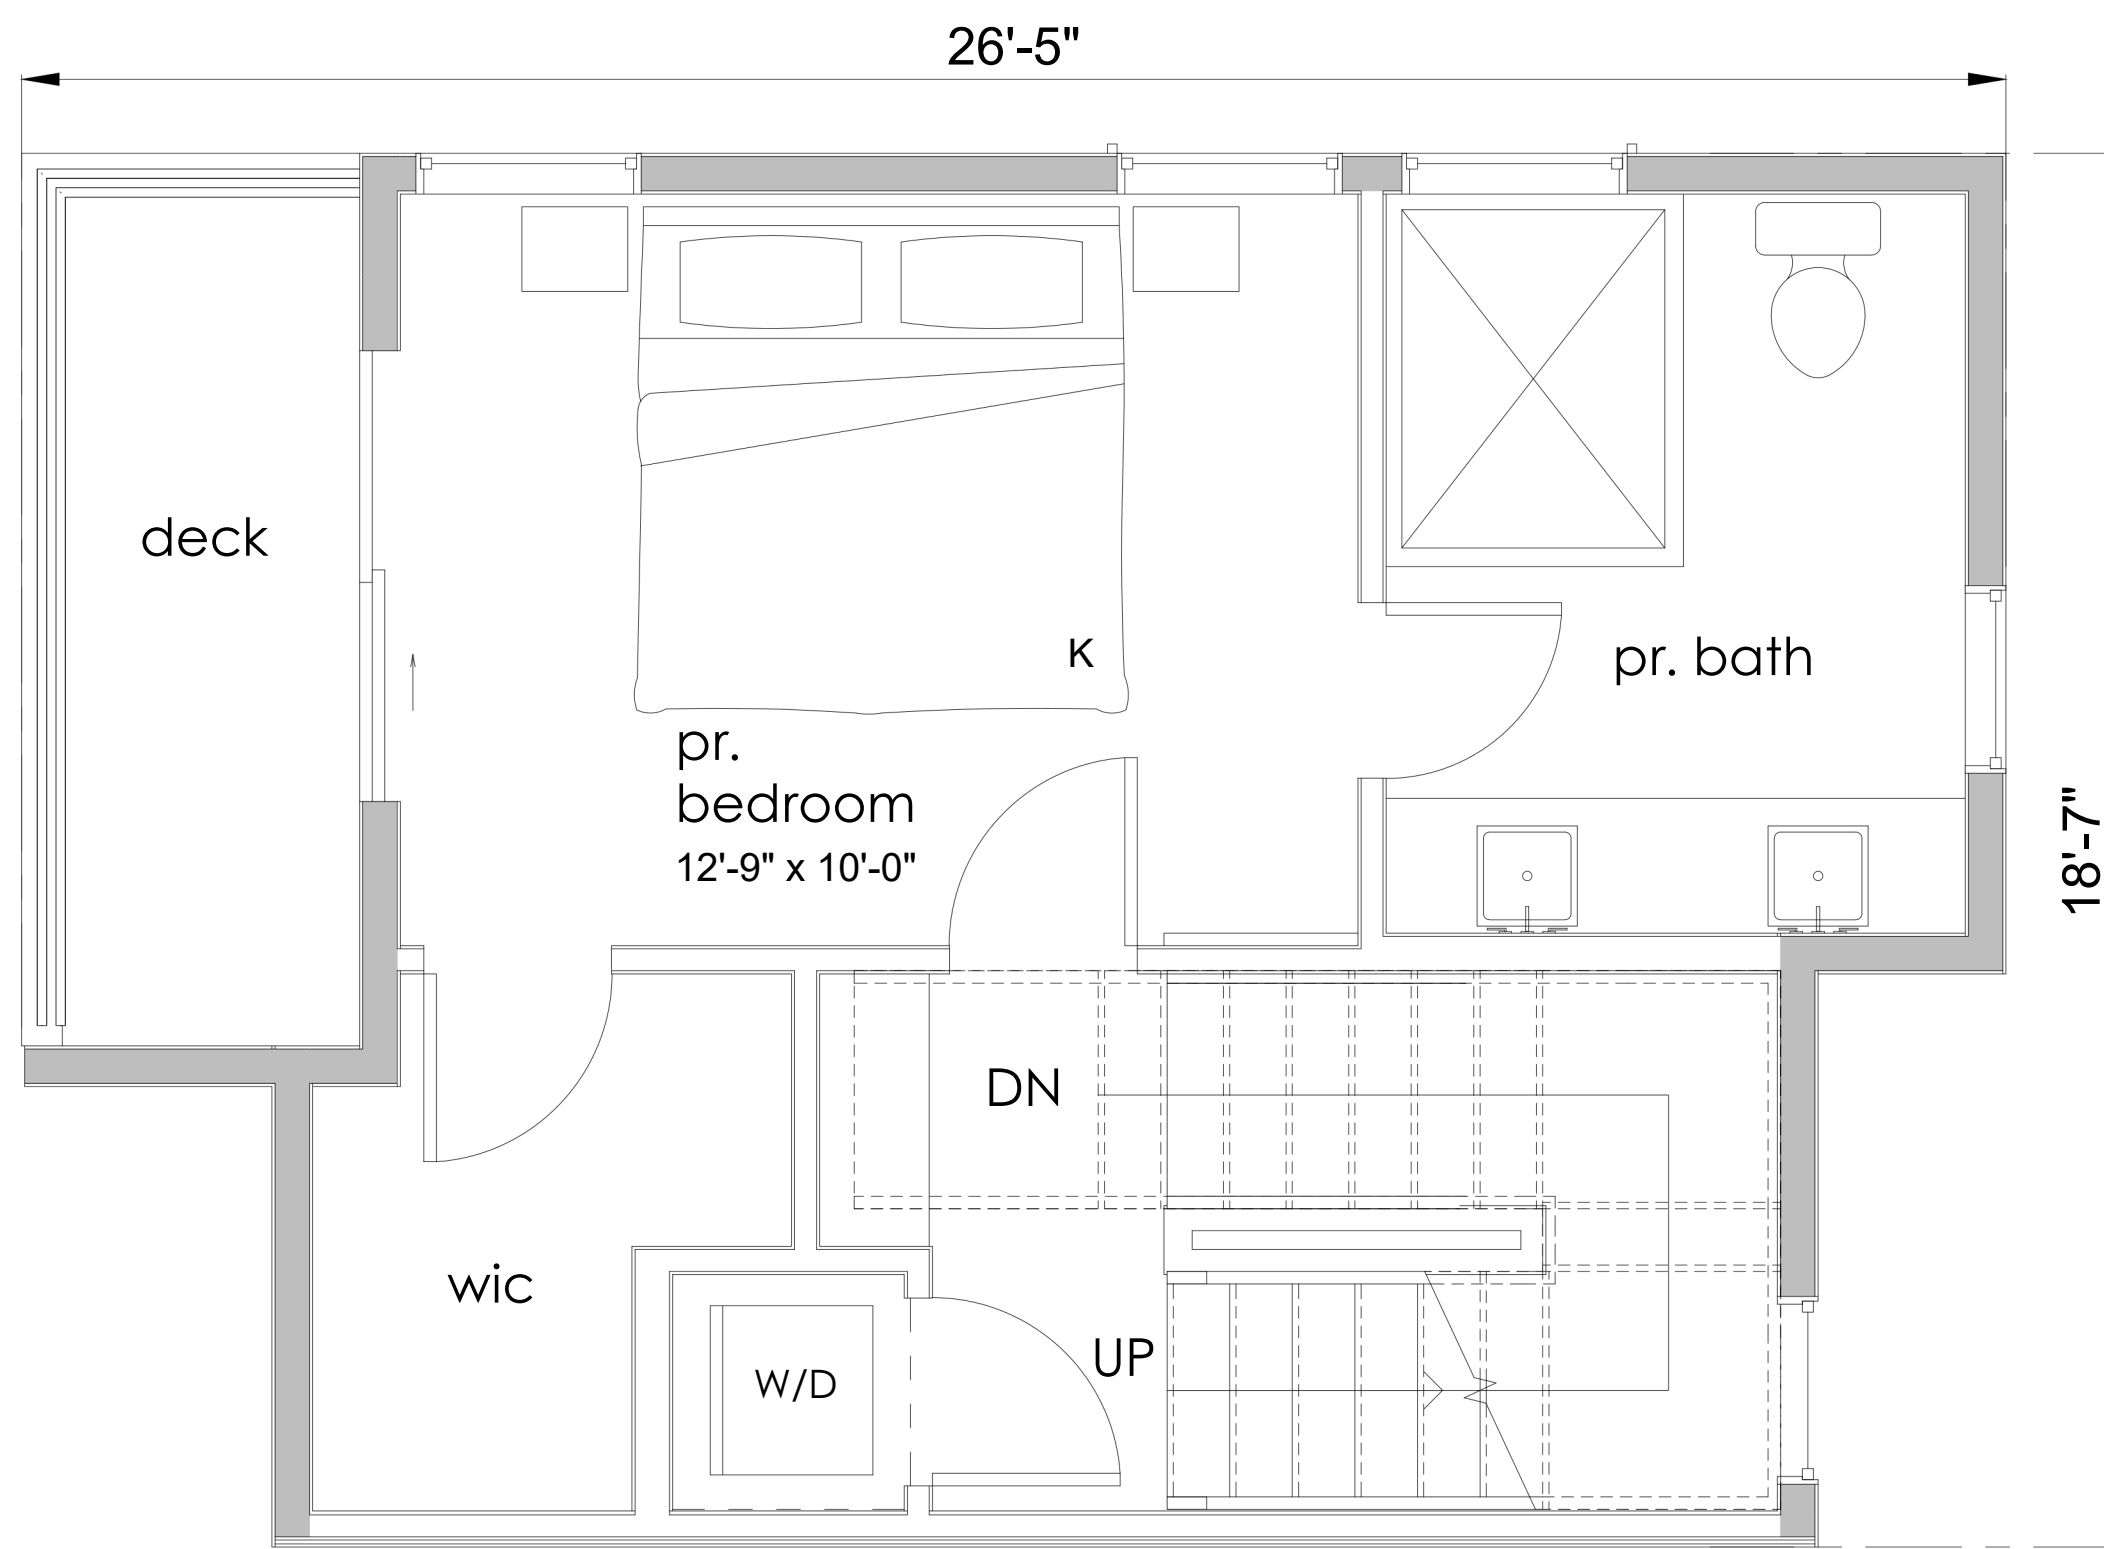 26'-5"
deck
K
pr. bath
pr.
bedroom
12'-9" x 10'-0"
18'-7"
DN
wic
UP
W/D